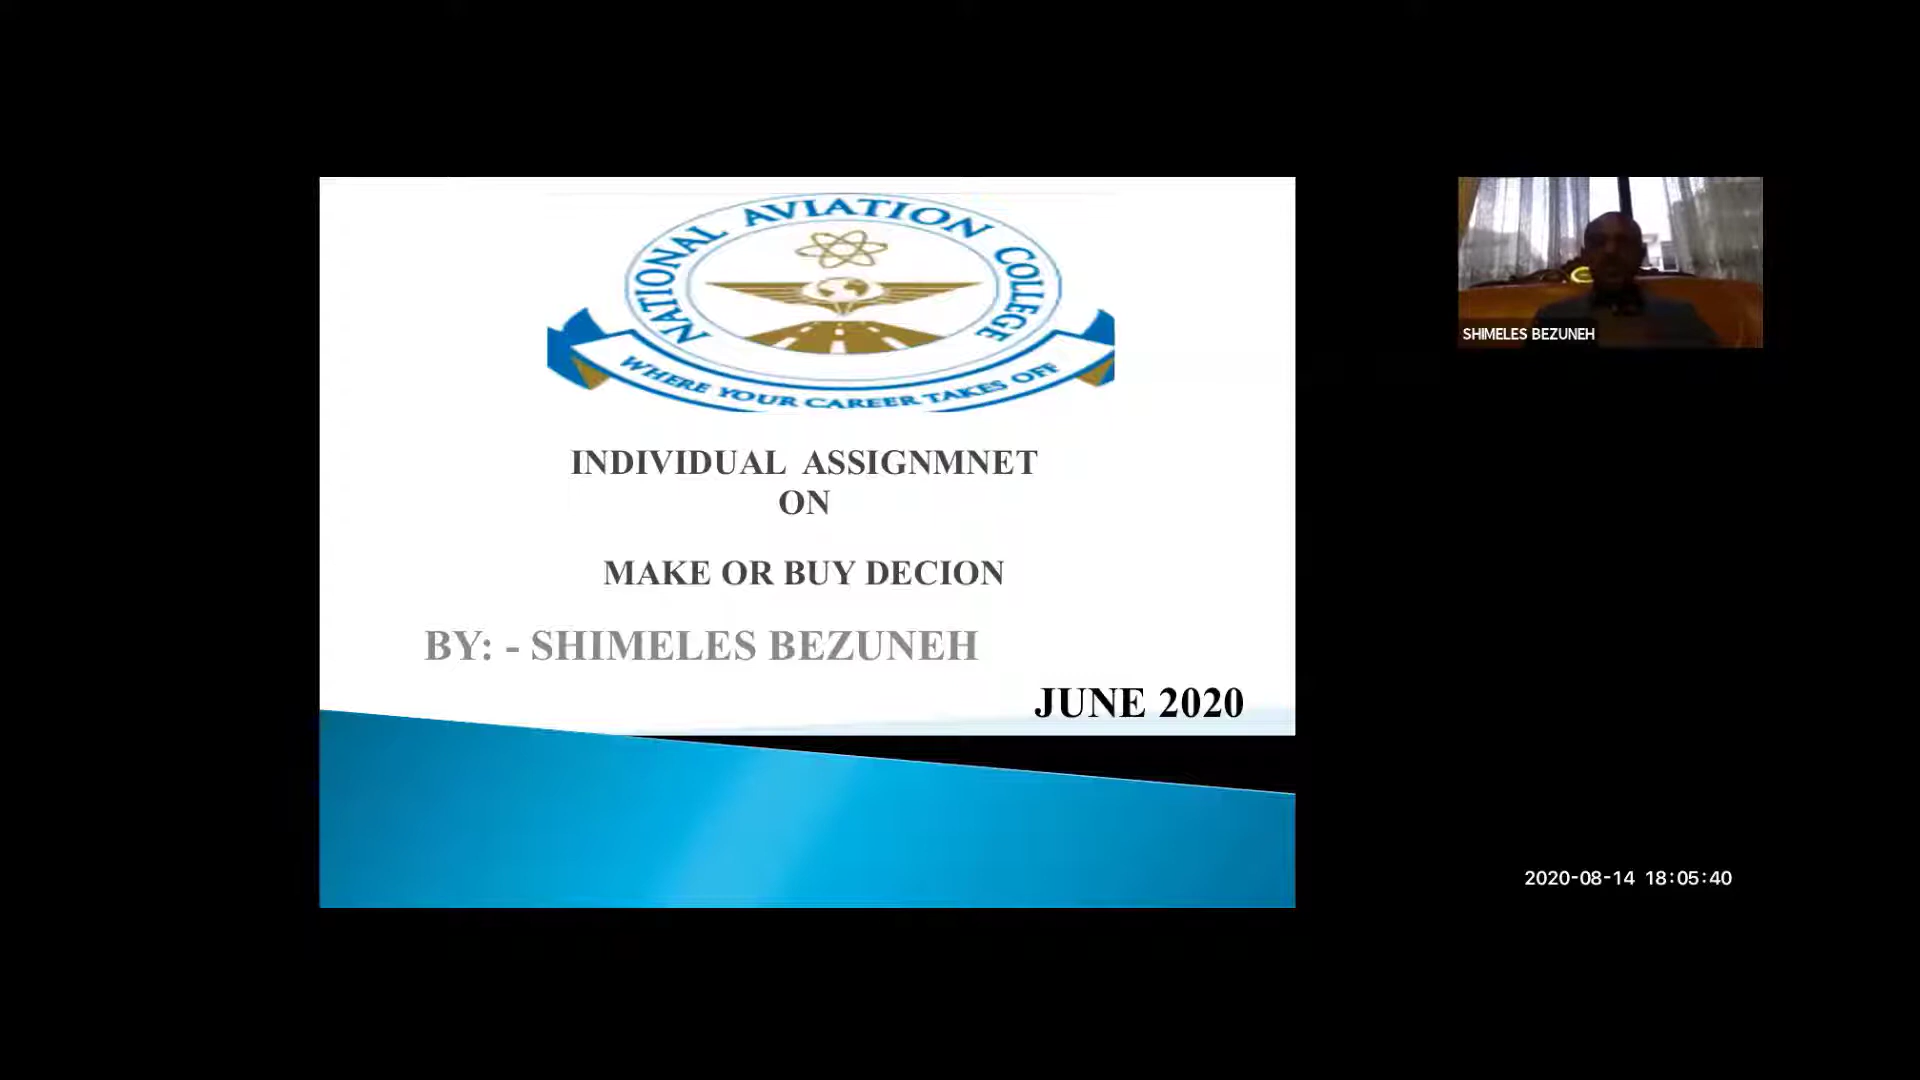 NATIONAL AVIATION COLLEGE
WHERE YOUR CAREER TAKES OFF
INDIVIDUAL ASSIGNMNET
ON
MAKE OR BUY DECION
BY: - SHIMELES BEZUNEH
JUNE 2020
SHIMELES BEZUNEH
2020-08-14 18:05:40